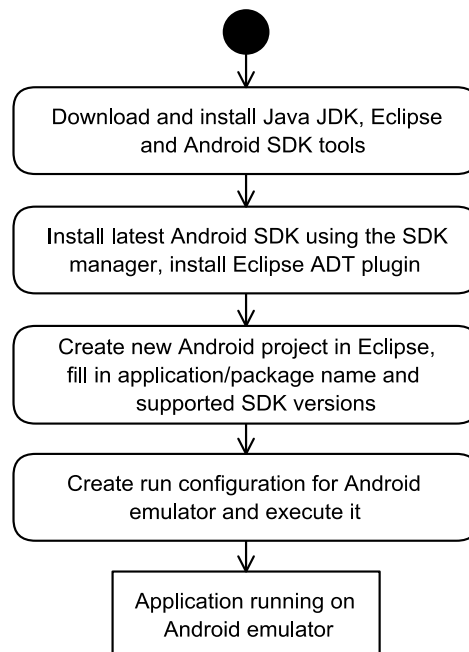 Download and install Java JDK, Eclipse
and Android SDK tools
Install latest Android SDK using the SDK
manager, install Eclipse ADT plugin
Create new Android project in Eclipse,
fill in application/package name and
supported SDK versions
Create run configuration for Android
emulator and execute it
Application running on
Android emulator